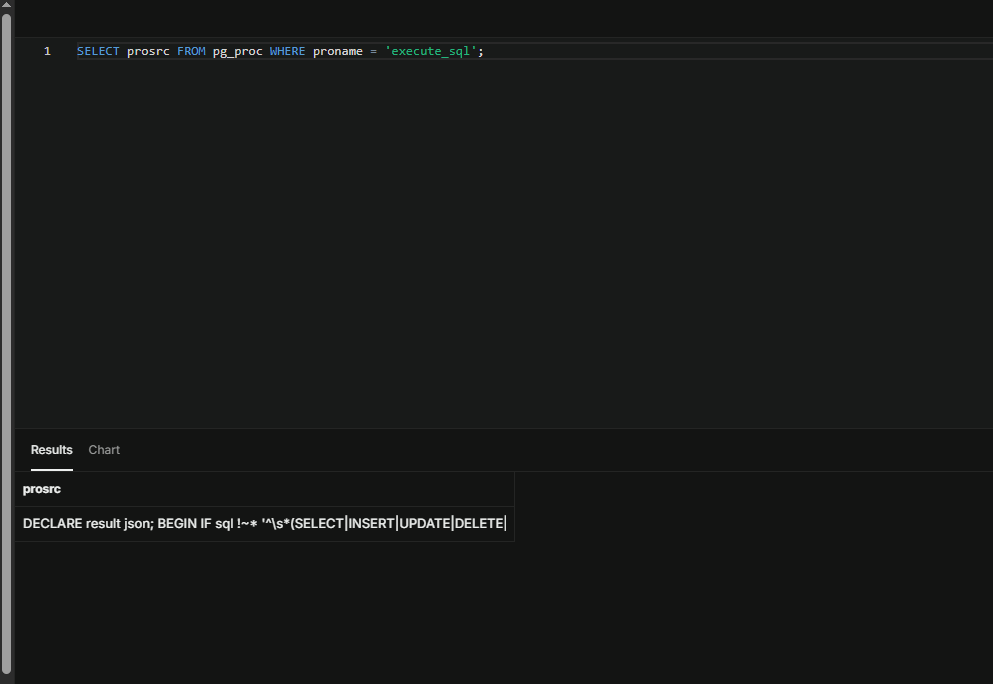 1 SELECT prosrc FROM pg_proc WHERE proname = 'execute_sql';
Results Chart
prosrc
DECLARE result json; BEGIN IF sql !~* '^\s*(SELECT|INSERT|UPDATE|DELETE|